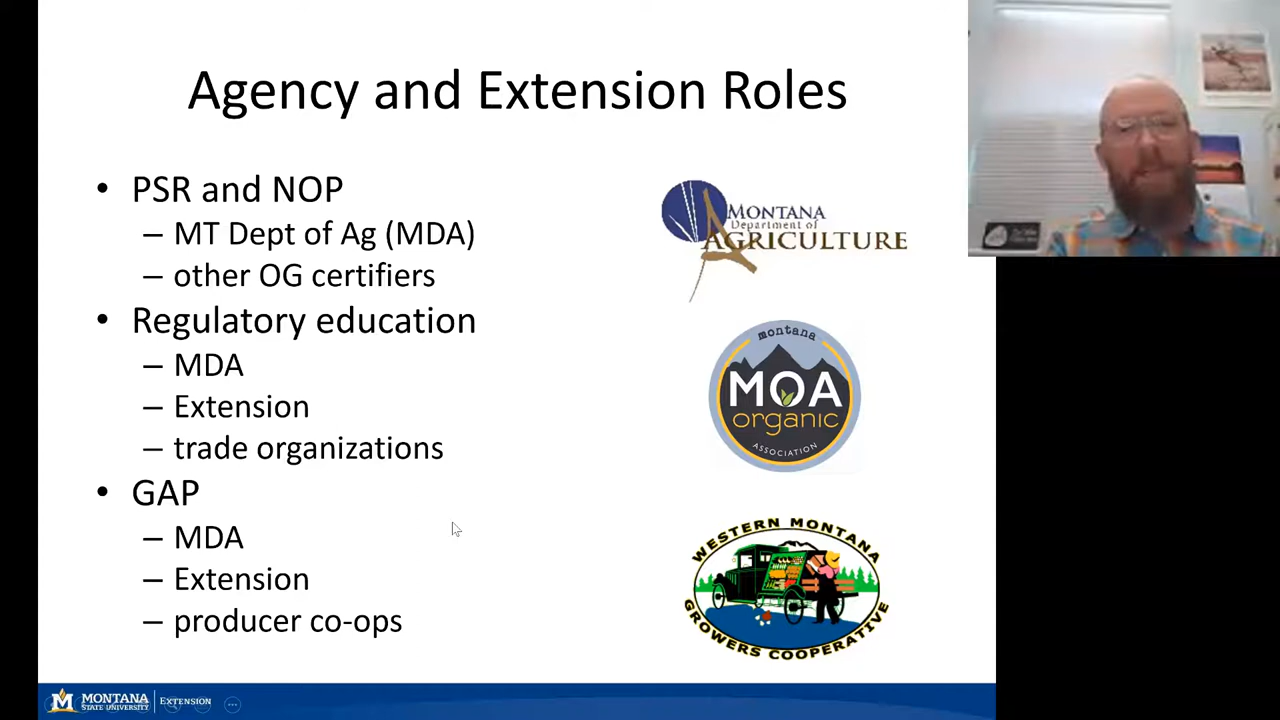 Agency and Extension Roles
• PSR and NOP
– MT Dept of Ag (MDA)
– other OG certifiers
• Regulatory education
– MDA
– Extension
– trade organizations
• GAP
– MDA
– Extension
– producer co-ops
MONTANA
Department of
AGRICULTURE
montana
MOA
organic
ASSOCIATION
WESTERN MONTANA
GROWERS COOPERATIVE
M MONTANA
STATE UNIVERSITY
EXTENSION